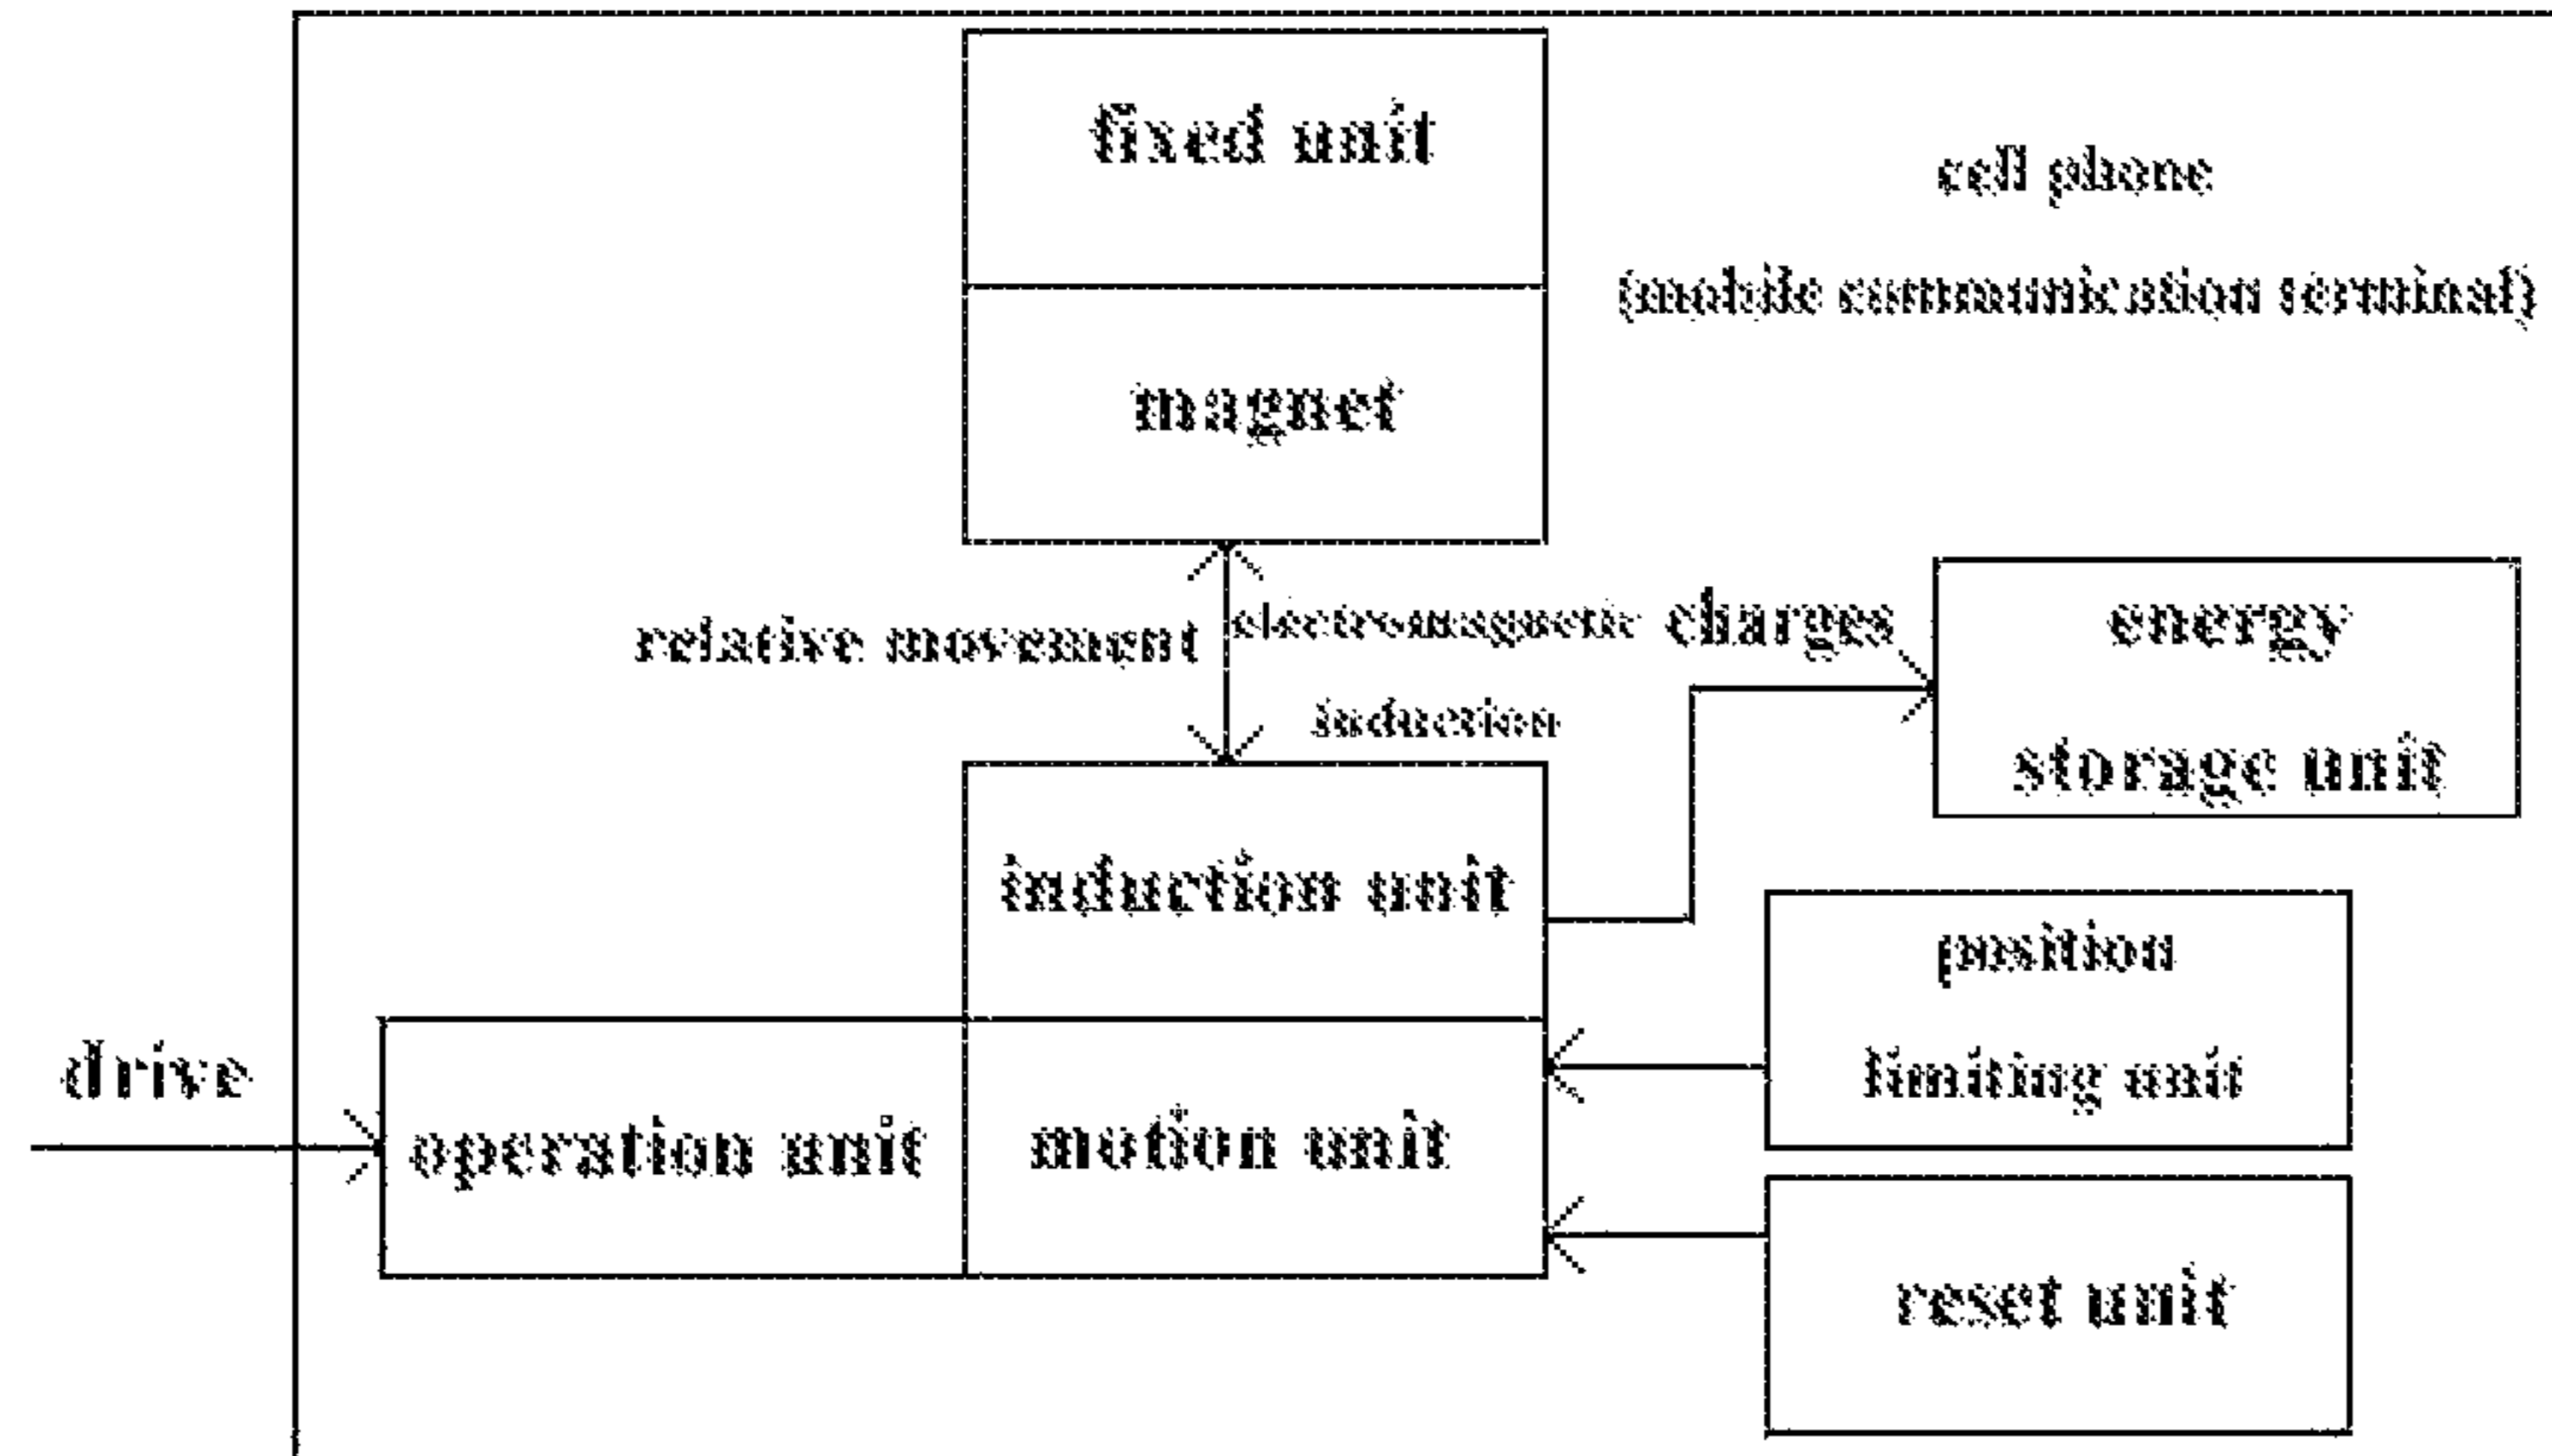 fixed unit
cell phone
(mobile communication terminal)
magnet
relative movement
electromagnetic
induction
charges
energy
storage unit
induction unit
position
limiting unit
drive
operation unit
motion unit
reset unit